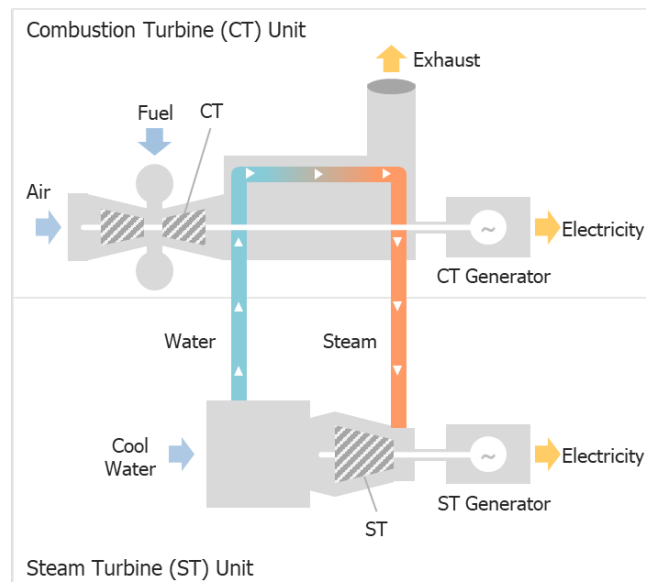 Combustion Turbine (CT) Unit
Exhaust
Fuel
CT
Air
Electricity
CT Generator
Water
Steam
Cool
Water
Electricity
ST Generator
ST
Steam Turbine (ST) Unit